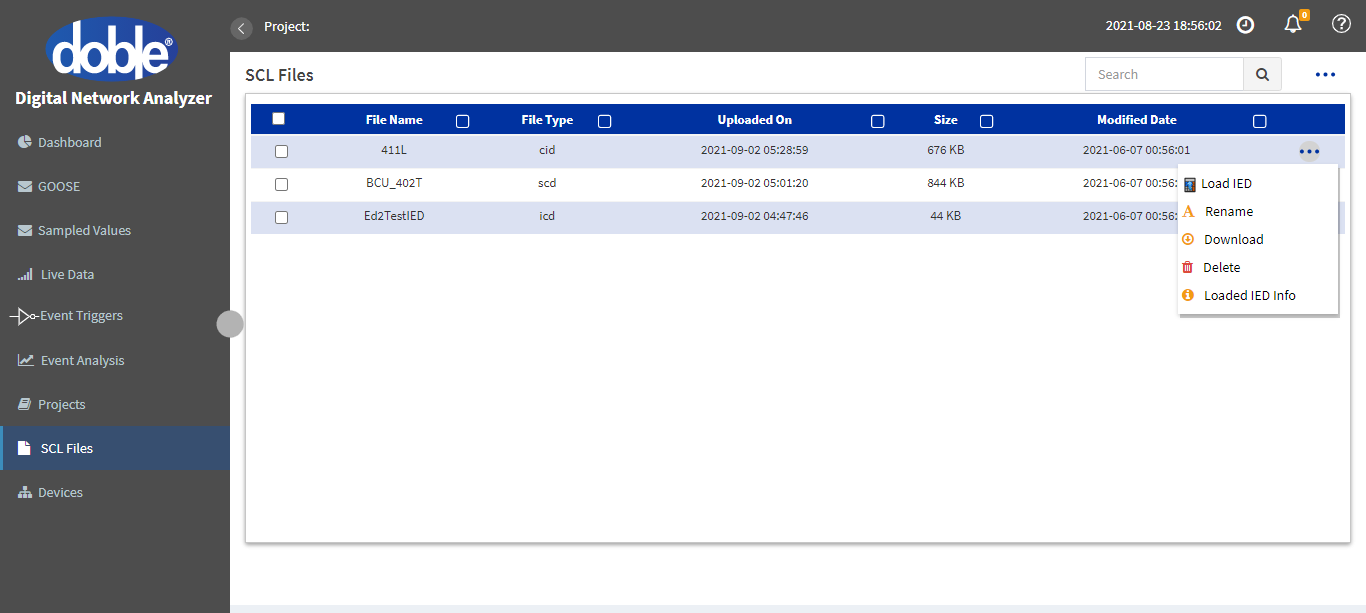 doble®
Digital Network Analyzer
Project:
2021-08-23 18:56:02
0
Dashboard
GOOSE
Sampled Values
Live Data
Event Triggers
Event Analysis
Projects
SCL Files
Devices
SCL Files
Search
File Name File Type Uploaded On Size Modified Date
411L cid 2021-09-02 05:28:59 676 KB 2021-06-07 00:56:01
BCU_402T scd 2021-09-02 05:01:20 844 KB 2021-06-07 00:56:
Ed2TestIED icd 2021-09-02 04:47:46 44 KB 2021-06-07 00:56:
Load IED
Rename
Download
Delete
Loaded IED Info